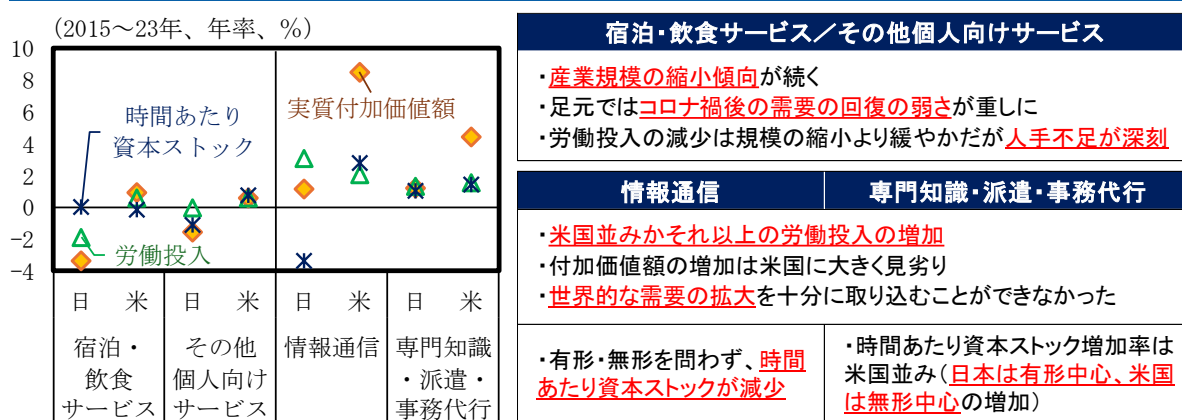 (2015～23年、年率、%)
10
8
6
4
2
0
−2
−4
時間あたり
資本ストック
実質付加価値額
労働投入
日 米 日 米 日 米 日 米
宿泊・
飲食
サービス
その他
個人向け
サービス
情報通信
専門知識
・派遣・
事務代行
宿泊・飲食サービス／その他個人向けサービス
・産業規模の縮小傾向が続く
・足元ではコロナ禍後の需要の回復の弱さが重しに
・労働投入の減少は規模の縮小より緩やかだが人手不足が深刻
情報通信
専門知識・派遣・事務代行
・米国並みかそれ以上の労働投入の増加
・付加価値額の増加は米国に大きく見劣り
・世界的な需要の拡大を十分に取り込むことができなかった
・有形・無形を問わず、時間
あたり資本ストックが減少
・時間あたり資本ストック増加率は
米国並み（日本は有形中心、米国
は無形中心の増加）